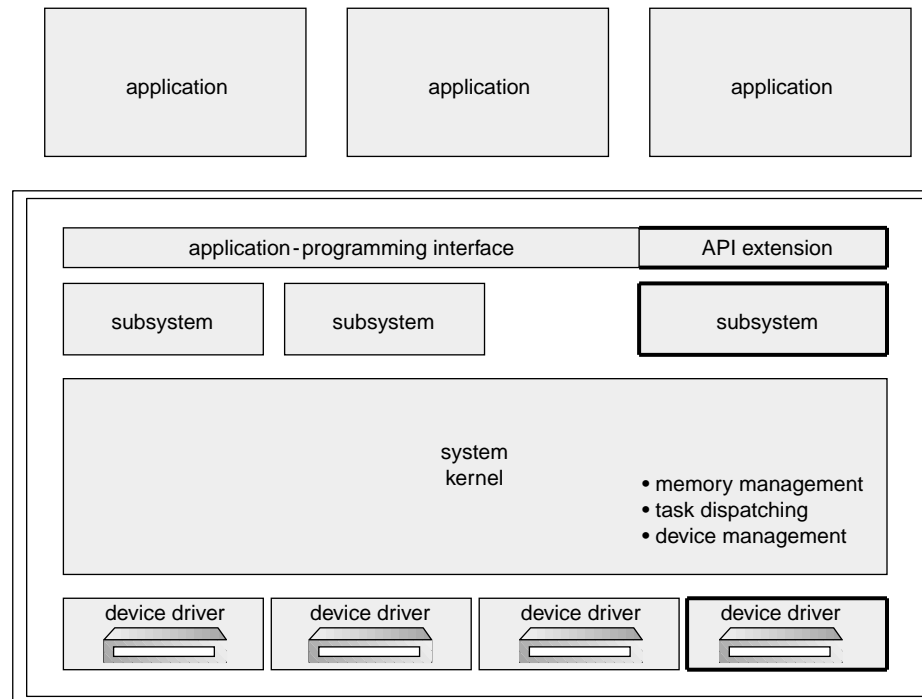 application
application
application
application-programming interface
API extension
subsystem
subsystem
subsystem
system
kernel
• memory management
• task dispatching
• device management
device driver
device driver
device driver
device driver